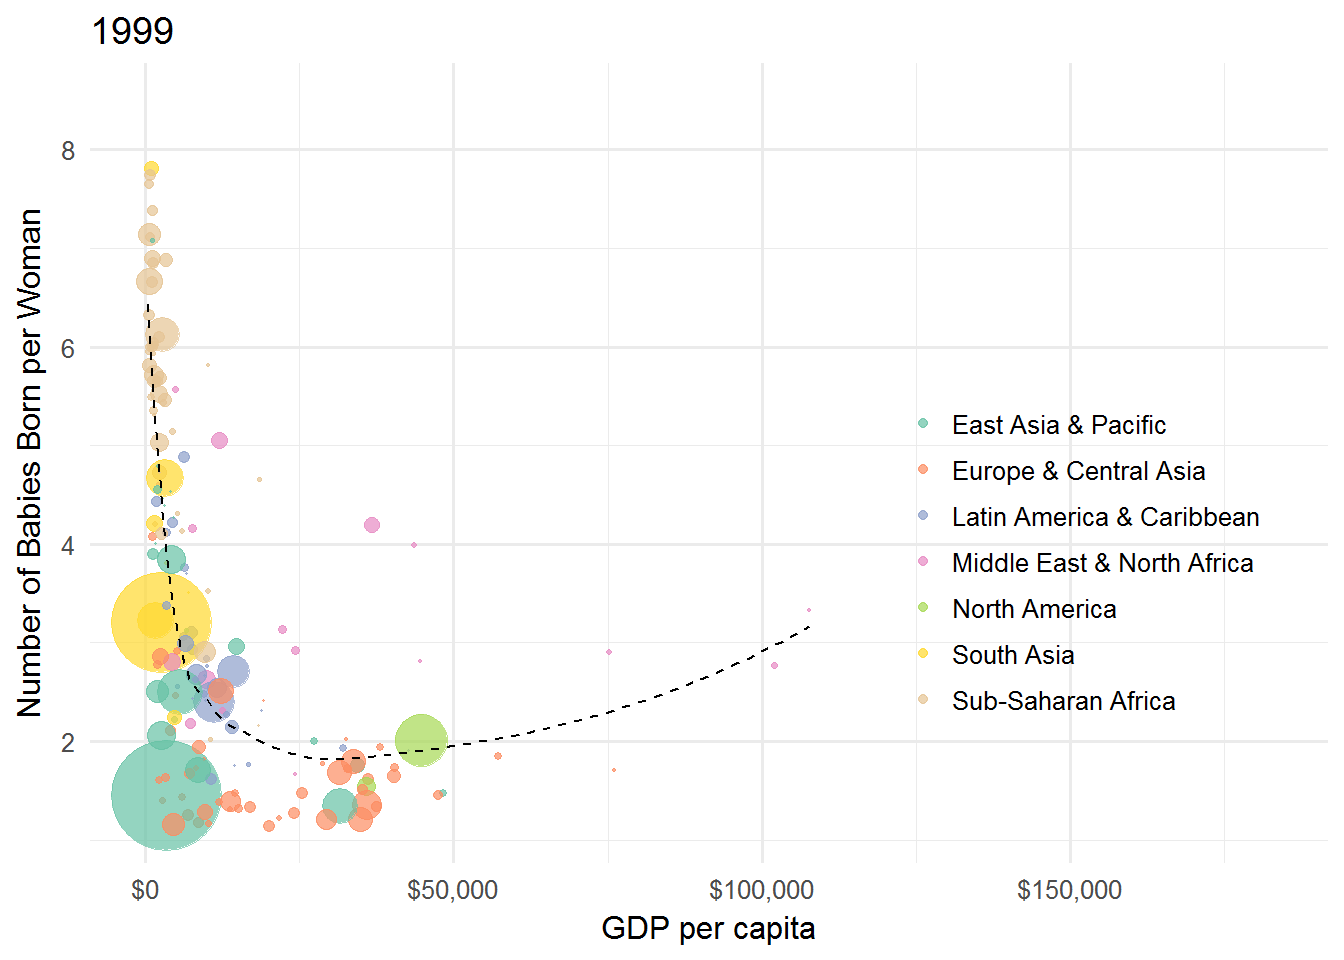 1999
Number of Babies Born per Woman
8
6
4
2
East Asia & Pacific
Europe & Central Asia
Latin America & Caribbean
Middle East & North Africa
North America
South Asia
Sub-Saharan Africa
$0
$50,000
$100,000
$150,000
GDP per capita